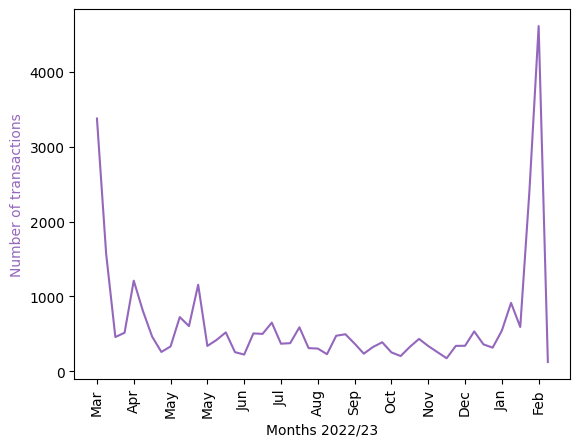 Number of transactions
4000
3000
2000
1000
0
Mar Apr May May Jun Jul Aug Sep Oct Nov Dec Jan Feb
Months 2022/23